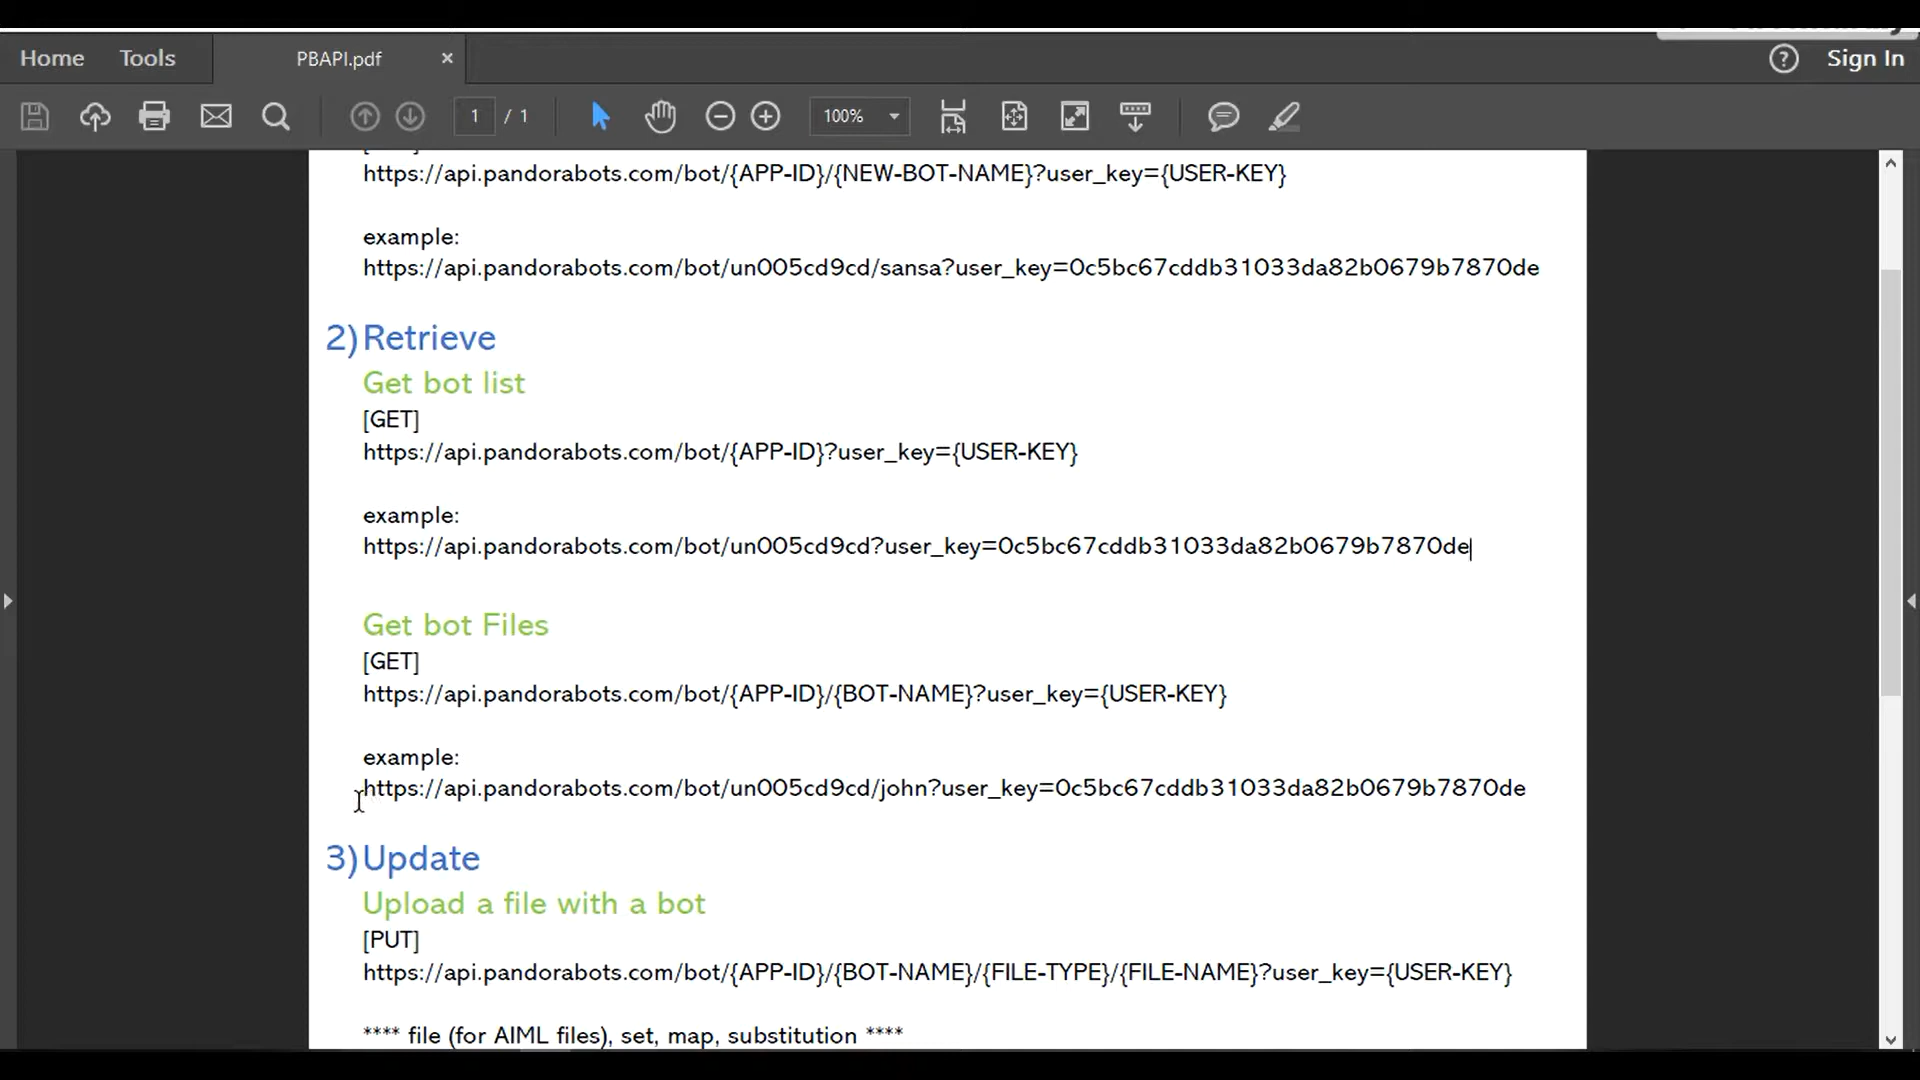 Home Tools PBAPI.pdf × ? Sign In
1 / 1 100%
https://api.pandorabots.com/bot/{APP-ID}/{NEW-BOT-NAME}?user_key={USER-KEY}
example:
https://api.pandorabots.com/bot/un005cd9cd/sansa?user_key=0c5bc67cddb31033da82b0679b7870de
2) Retrieve
Get bot list
[GET]
https://api.pandorabots.com/bot/{APP-ID}?user_key={USER-KEY}
example:
https://api.pandorabots.com/bot/un005cd9cd?user_key=0c5bc67cddb31033da82b0679b7870de
Get bot Files
[GET]
https://api.pandorabots.com/bot/{APP-ID}/{BOT-NAME}?user_key={USER-KEY}
example:
https://api.pandorabots.com/bot/un005cd9cd/john?user_key=0c5bc67cddb31033da82b0679b7870de
3) Update
Upload a file with a bot
[PUT]
https://api.pandorabots.com/bot/{APP-ID}/{BOT-NAME}/{FILE-TYPE}/{FILE-NAME}?user_key={USER-KEY}
**** file (for AIML files), set, map, substitution ****